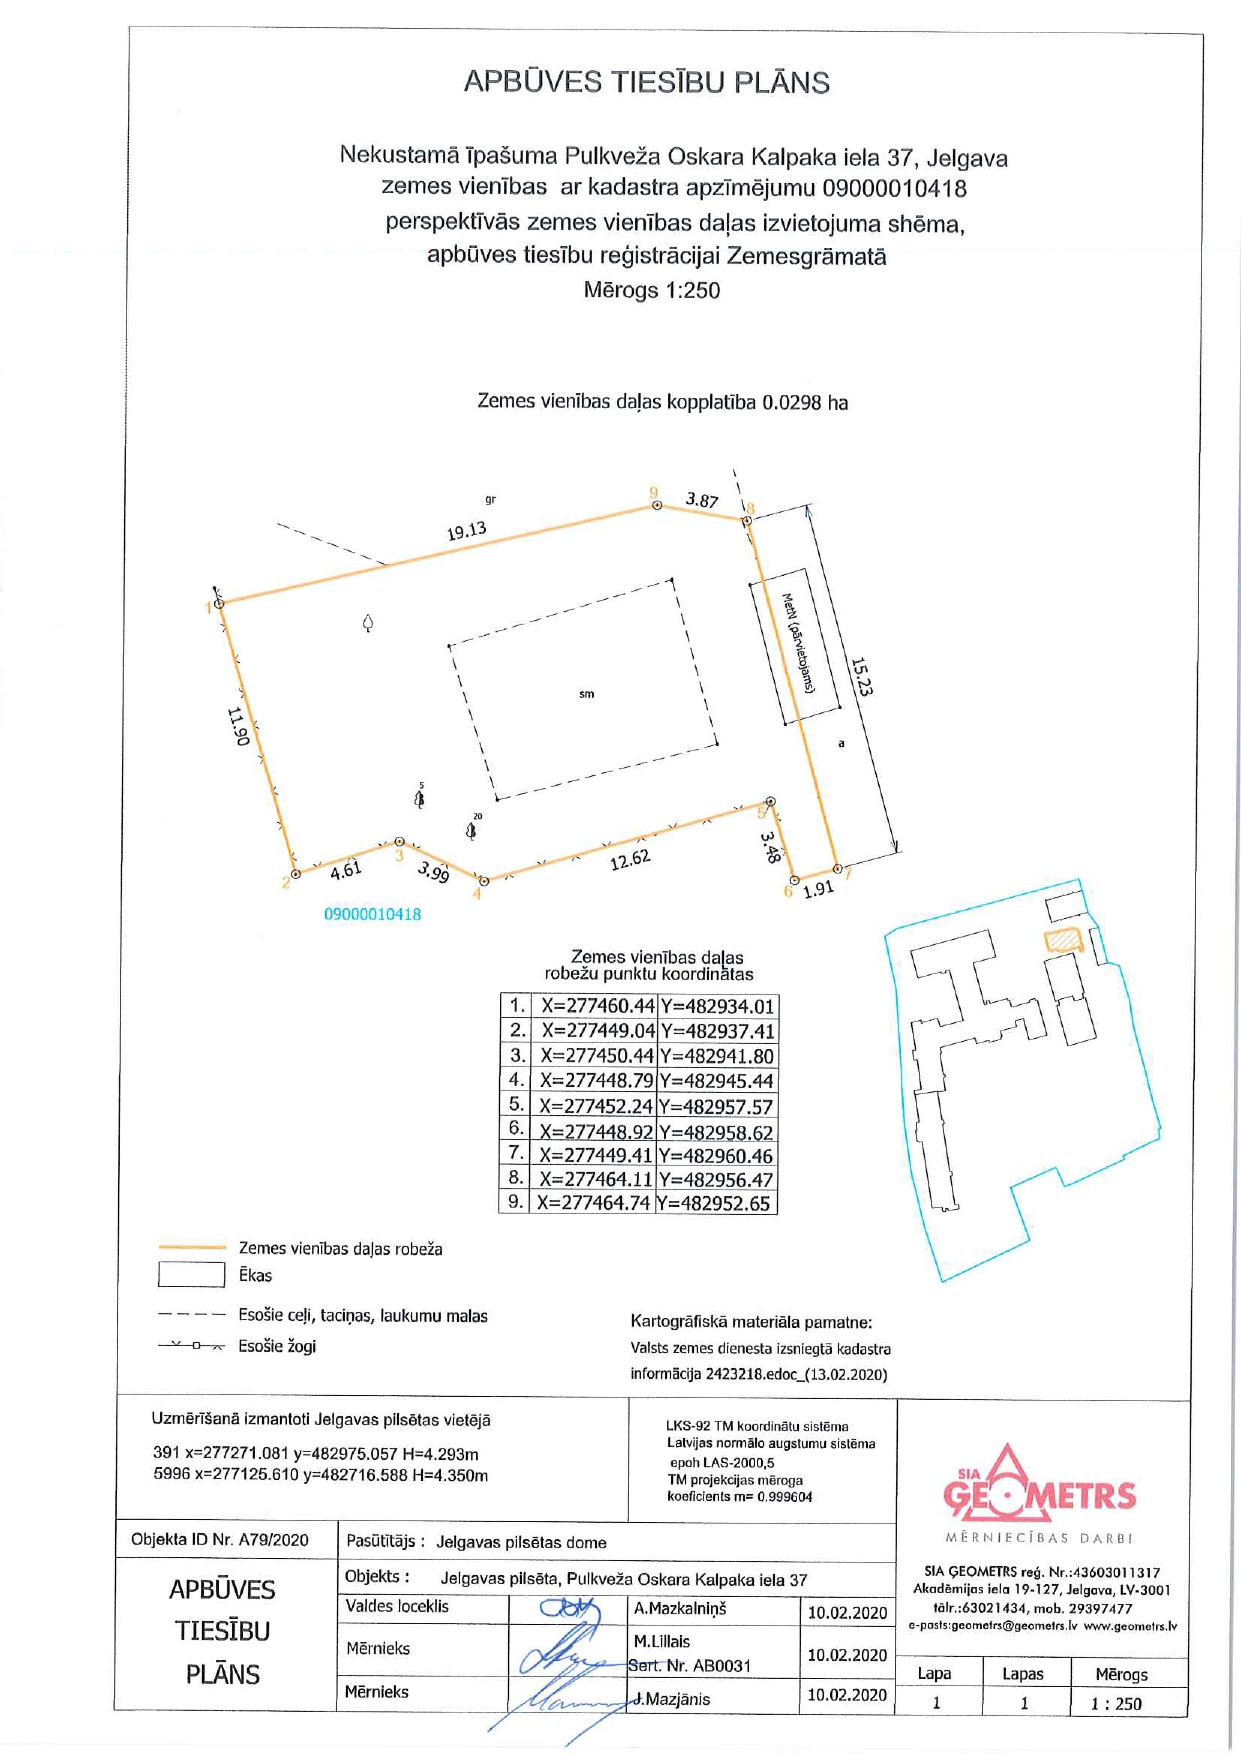 APBŪVES TIESĪBU PLĀNS
Nekustamā īpašuma Pulkveža Oskara Kalpaka iela 37, Jelgava
zemes vienības ar kadastra apzīmējumu 09000010418
perspektīvās zemes vienības daļas izvietojuma shēma,
apbūves tiesību reģistrācijai Zemesgrāmatā
Mērogs 1:250
Zemes vienības daļas kopplatība 0.0298 ha
gr
9
3.87
8
19.13
1
MetN (pārvietojams)
15.23
sm
11.90
a
5
20
5
3.48
12.62
3
4.61
3.99
2
4
6
1.91
7
09000010418
Zemes vienības daļas
robežu punktu koordinātas
1. X=277460.44 Y=482934.01
2. X=277449.04 Y=482937.41
3. X=277450.44 Y=482941.80
4. X=277448.79 Y=482945.44
5. X=277452.24 Y=482957.57
6. X=277448.92 Y=482958.62
7. X=277449.41 Y=482960.46
8. X=277464.11 Y=482956.47
9. X=277464.74 Y=482952.65
Zemes vienības daļas robeža
Ēkas
Esošie ceļi, taciņas, laukumu malas
Esošie žogi
Kartogrāfiskā materiāla pamatne:
Valsts zemes dienesta izsniegtā kadastra
informācija 2423218.edoc_(13.02.2020)
Uzmērīšanā izmantoti Jelgavas pilsētas vietējā
391 x=277271.081 y=482975.057 H=4.293m
5996 x=277125.610 y=482716.588 H=4.350m
LKS-92 TM koordinātu sistēma
Latvijas normālo augstumu sistēma
epoh LAS-2000,5
TM projekcijas mēroga
koeficients m= 0.999604
SIA
ĢEOMETRS
MĒRNIECĪBAS DARBI
SIA ĢEOMETRS reģ. Nr.:43603011317
Akadēmijas iela 19-127, Jelgava, LV-3001
tālr.:63021434, mob. 29397477
e-pasts:geometrs@geometrs.lv www.geometrs.lv
Objekta ID Nr. A79/2020
Pasūtītājs : Jelgavas pilsētas dome
APBŪVES
TIESĪBU
PLĀNS
Objekts : Jelgavas pilsēta, Pulkveža Oskara Kalpaka iela 37
Valdes loceklis A.Mazkalniņš 10.02.2020
Mērnieks M.Lillais
Sert. Nr. AB0031 10.02.2020
Mērnieks J.Mazjānis 10.02.2020
Lapa Lapas Mērogs
1 1 1 : 250